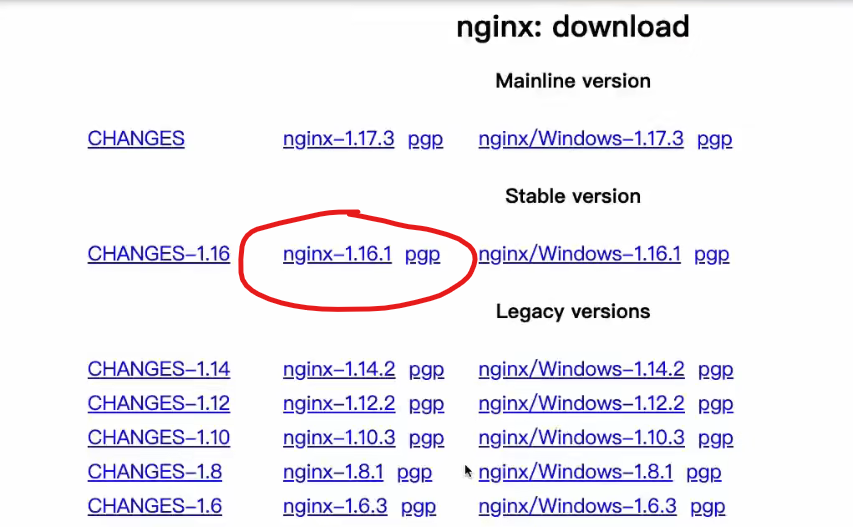 nginx: download
Mainline version
CHANGES nginx-1.17.3 pgp nginx/Windows-1.17.3 pgp
Stable version
CHANGES-1.16 nginx-1.16.1 pgp nginx/Windows-1.16.1 pgp
Legacy versions
CHANGES-1.14 nginx-1.14.2 pgp nginx/Windows-1.14.2 pgp
CHANGES-1.12 nginx-1.12.2 pgp nginx/Windows-1.12.2 pgp
CHANGES-1.10 nginx-1.10.3 pgp nginx/Windows-1.10.3 pgp
CHANGES-1.8 nginx-1.8.1 pgp nginx/Windows-1.8.1 pgp
CHANGES-1.6 nginx-1.6.3 pgp nginx/Windows-1.6.3 pgp